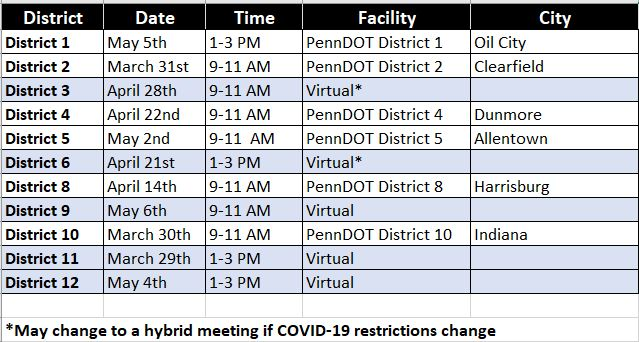 District Date Time Facility City
District 1 May 5th 1-3 PM PennDOT District 1 Oil City
District 2 March 31st 9-11 AM PennDOT District 2 Clearfield
District 3 April 28th 9-11 AM Virtual*
District 4 April 22nd 9-11 AM PennDOT District 4 Dunmore
District 5 May 2nd 9-11 AM PennDOT District 5 Allentown
District 6 April 21st 1-3 PM Virtual*
District 8 April 14th 9-11 AM PennDOT District 8 Harrisburg
District 9 May 6th 9-11 AM Virtual
District 10 March 30th 9-11 AM PennDOT District 10 Indiana
District 11 March 29th 1-3 PM Virtual
District 12 May 4th 1-3 PM Virtual
*May change to a hybrid meeting if COVID-19 restrictions change